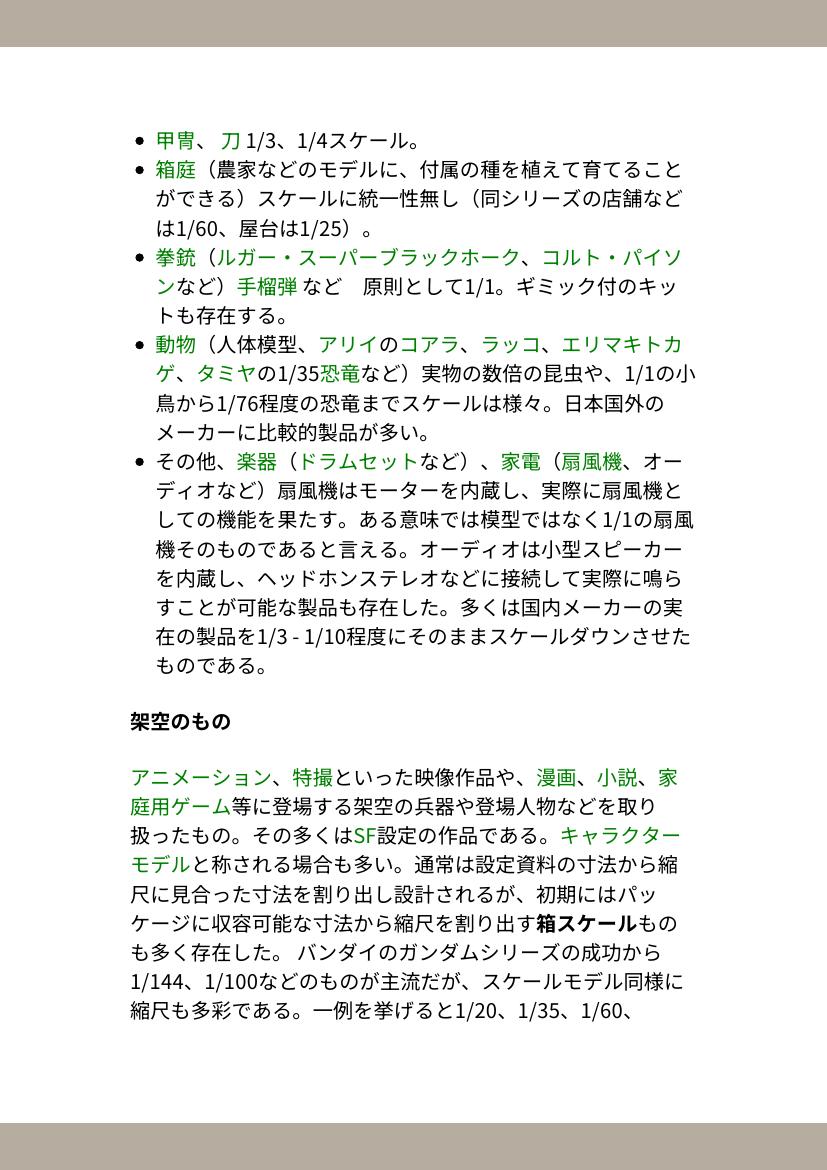 • 甲冑、 刀 1/3、1/4スケール。
• 箱庭（農家などのモデルに、付属の種を植えて育てること
ができる）スケールに統一性無し（同シリーズの店舗など
は1/60、屋台は1/25）。
• 拳銃（ルガー・スーパーブラックホーク、コルト・パイソ
ンなど）手榴弾 など　原則として1/1。ギミック付のキッ
トも存在する。
• 動物（人体模型、アリイのコアラ、ラッコ、エリマキトカ
ゲ、タミヤの1/35恐竜など）実物の数倍の昆虫や、1/1の小
鳥から1/76程度の恐竜までスケールは様々。日本国外の
メーカーに比較的製品が多い。
• その他、楽器（ドラムセットなど）、家電（扇風機、オー
ディオなど）扇風機はモーターを内蔵し、実際に扇風機と
しての機能を果たす。ある意味では模型ではなく1/1の扇風
機そのものであると言える。オーディオは小型スピーカー
を内蔵し、ヘッドホンステレオなどに接続して実際に鳴ら
すことが可能な製品も存在した。多くは国内メーカーの実
在の製品を1/3 - 1/10程度にそのままスケールダウンさせた
ものである。
架空のもの
アニメーション、特撮といった映像作品や、漫画、小説、家
庭用ゲーム等に登場する架空の兵器や登場人物などを取り
扱ったもの。その多くはSF設定の作品である。キャラクター
モデルと称される場合も多い。通常は設定資料の寸法から縮
尺に見合った寸法を割り出し設計されるが、初期にはパッ
ケージに収容可能な寸法から縮尺を割り出す箱スケールもの
も多く存在した。 バンダイのガンダムシリーズの成功から
1/144、1/100などのものが主流だが、スケールモデル同様に
縮尺も多彩である。一例を挙げると1/20、1/35、1/60、